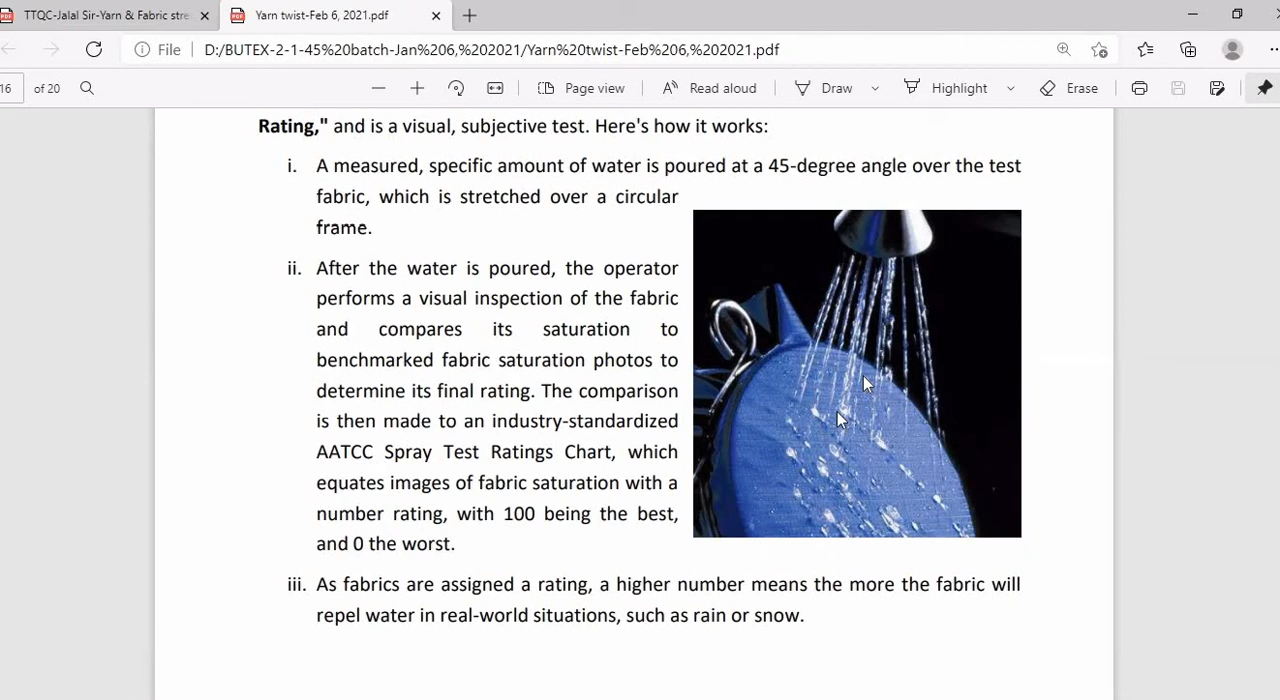 TTQC-Jalal Sir-Yarn & Fabric stre
Yarn twist-Feb 6, 2021.pdf
File
D:/BUTEX-2-1-45%20batch-Jan%206,%202021/Yarn%20twist-Feb%206,%202021.pdf
16 of 20
Page view
Read aloud
Draw
Highlight
Erase
Rating," and is a visual, subjective test. Here's how it works:
i. A measured, specific amount of water is poured at a 45-degree angle over the test
fabric, which is stretched over a circular
frame.
ii. After the water is poured, the operator
performs a visual inspection of the fabric
and compares its saturation to
benchmarked fabric saturation photos to
determine its final rating. The comparison
is then made to an industry-standardized
AATCC Spray Test Ratings Chart, which
equates images of fabric saturation with a
number rating, with 100 being the best,
and 0 the worst.
iii. As fabrics are assigned a rating, a higher number means the more the fabric will
repel water in real-world situations, such as rain or snow.